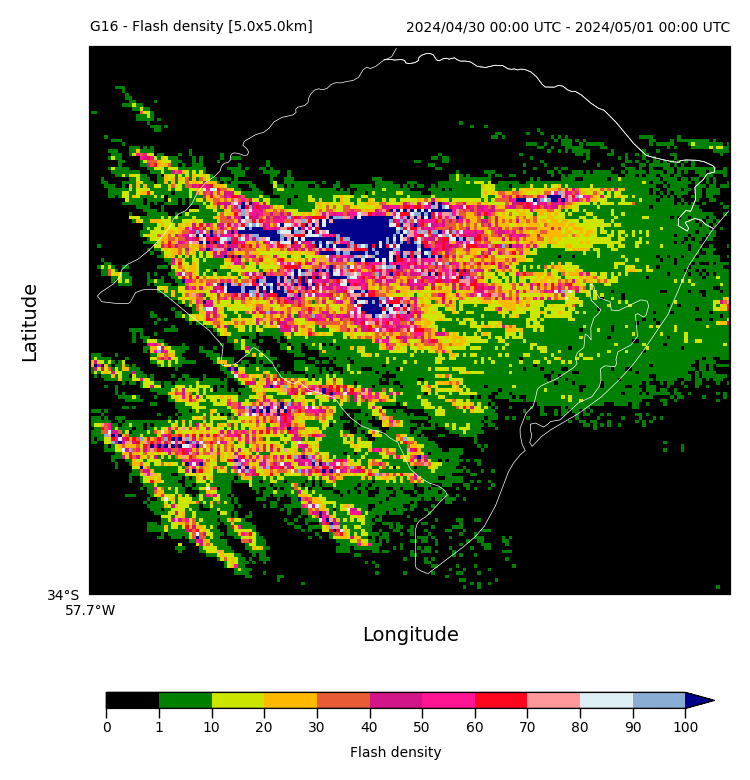 G16 - Flash density [5.0x5.0km] 2024/04/30 00:00 UTC - 2024/05/01 00:00 UTC
Latitude
34°S
57.7°W
Longitude
0 1 10 20 30 40 50 60 70 80 90 100
Flash density